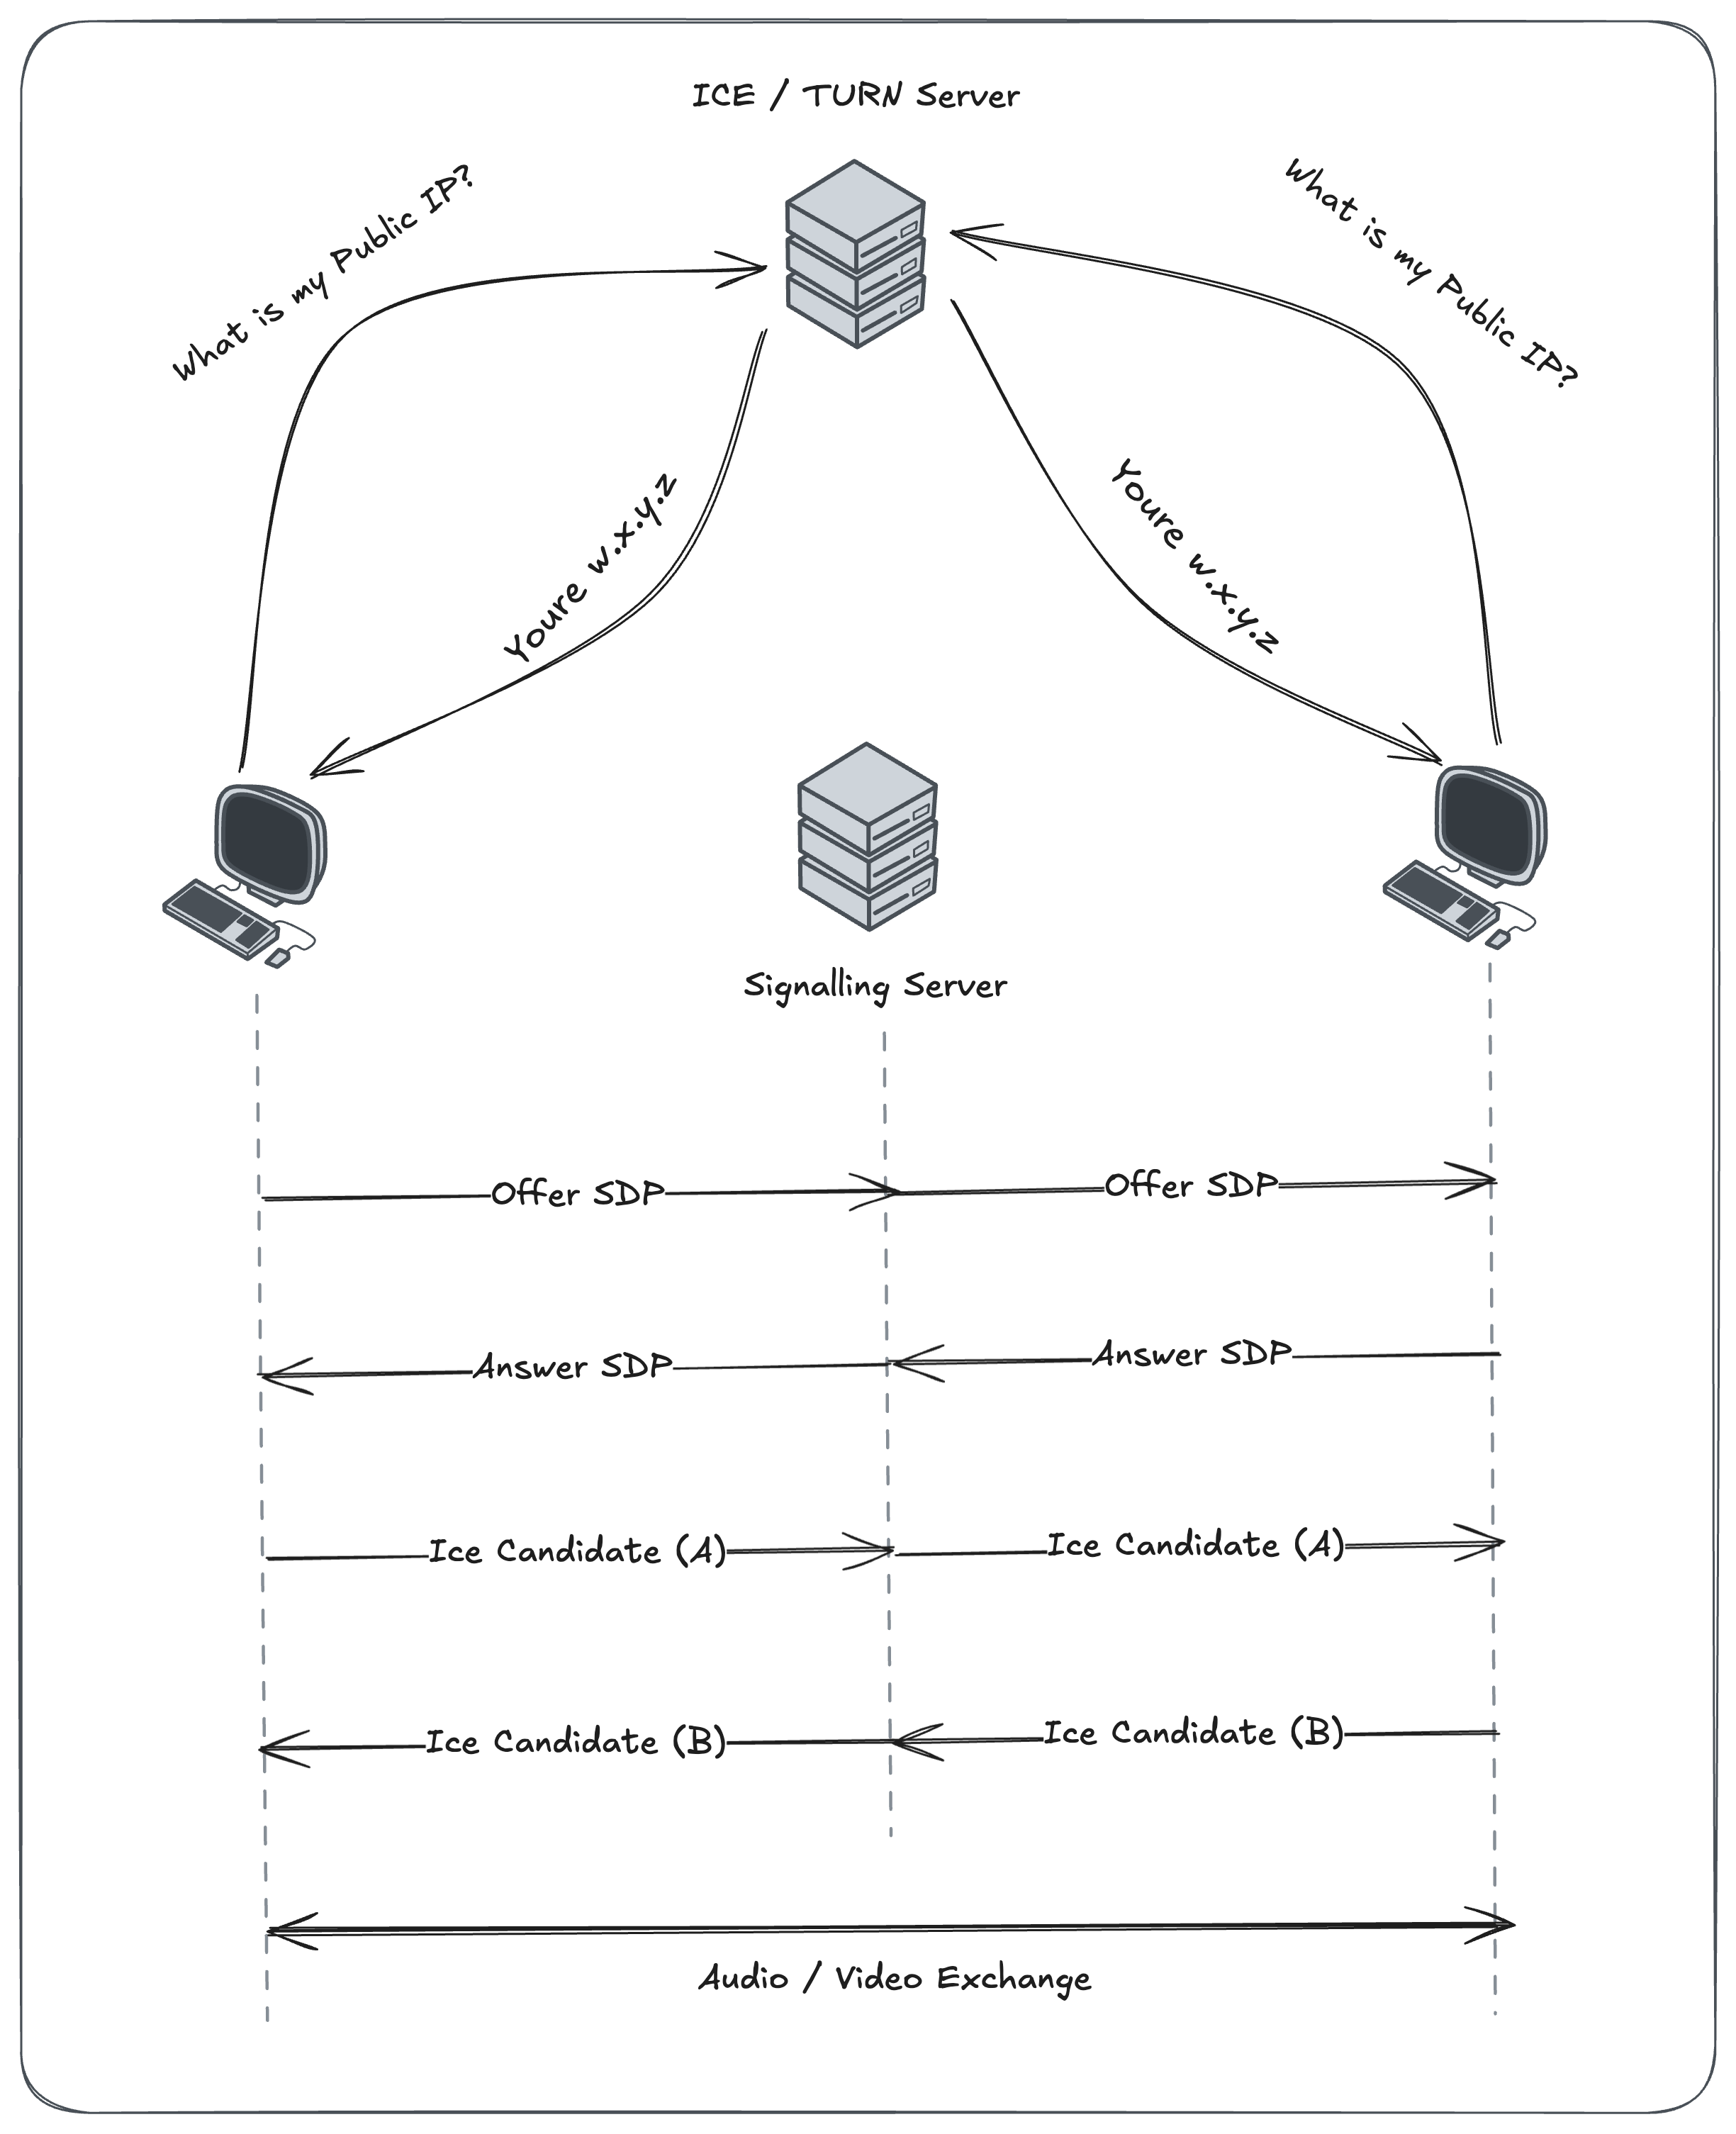 ICE / TURN Server
What is my Public IP?
What is my Public IP?
Youre w.x.y.z
Youre w.x.y.z
Signalling Server
Offer SDP
Offer SDP
Answer SDP
Answer SDP
Ice Candidate (A)
Ice Candidate (A)
Ice Candidate (B)
Ice Candidate (B)
Audio / Video Exchange